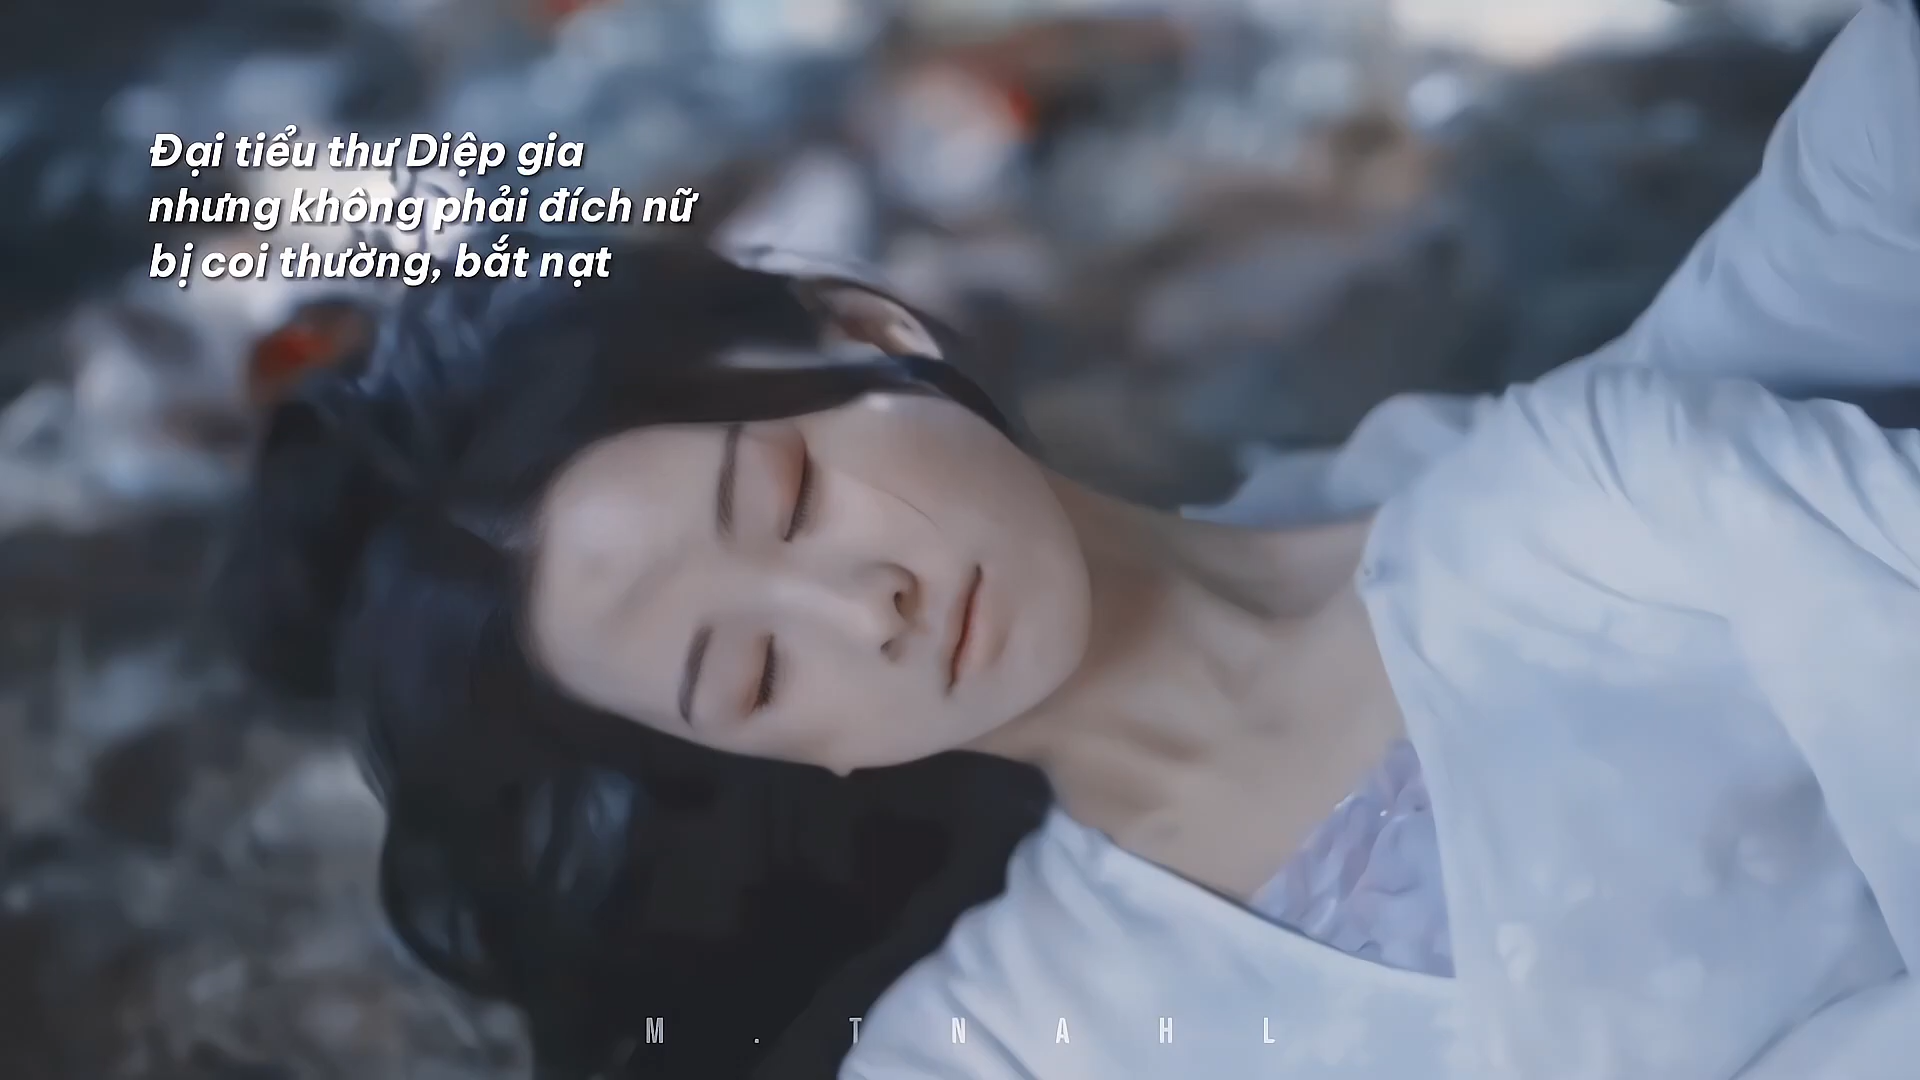 Đại tiểu thư Diệp gia
nhưng không phải đích nữ
bị coi thường, bắt nạt
M . T N A H L